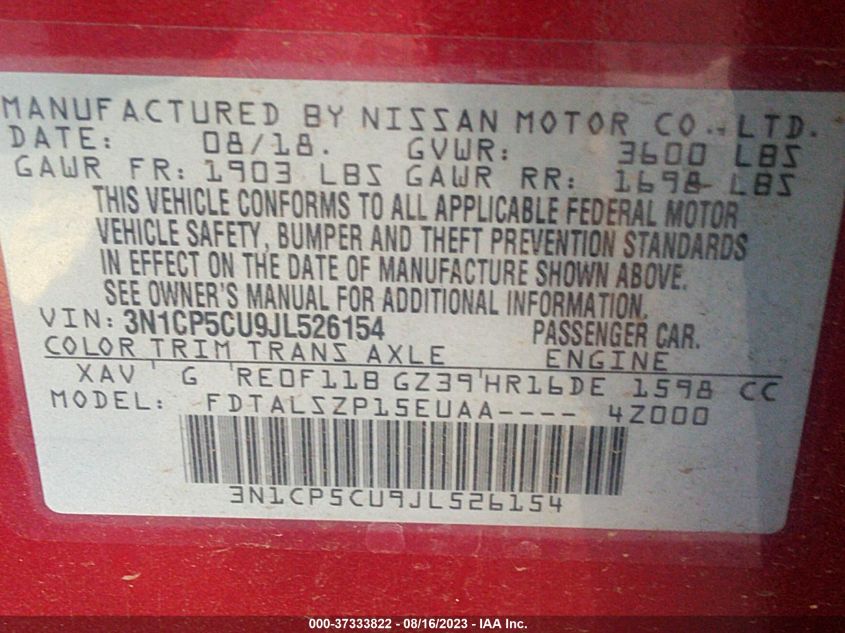 MANUFACTURED BY NISSAN MOTOR CO., LTD.
DATE: 08/18. GVWR: 3600 LBS
GAWR FR: 1903 LBS GAWR RR: 1698 LBS
THIS VEHICLE CONFORMS TO ALL APPLICABLE FEDERAL MOTOR
VEHICLE SAFETY, BUMPER AND THEFT PREVENTION STANDARDS
IN EFFECT ON THE DATE OF MANUFACTURE SHOWN ABOVE.
SEE OWNER'S MANUAL FOR ADDITIONAL INFORMATION.
VIN: 3N1CP5CU9JL526154 PASSENGER CAR.
COLOR TRIM TRANS AXLE ENGINE
XAV G RE0F11B GZ39 HR16DE 1598 CC
MODEL: FDTALSZP15EUAA---- 4Z000
3N1CP5CU9JL526154
000-37333822 - 08/16/2023 - IAA Inc.